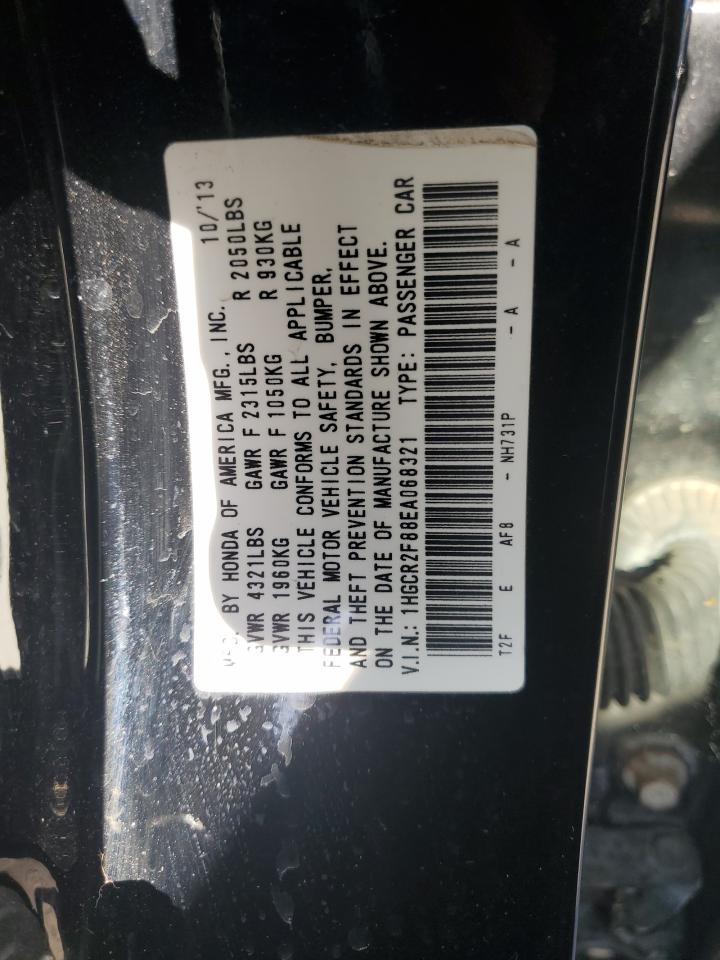 BY HONDA OF AMERICA MFG., INC. 10/'13
GVWR 4321LBS GAWR F 2315LBS R 2050LBS
GVWR 1960KG GAWR F 1050KG R 930KG
THIS VEHICLE CONFORMS TO ALL APPLICABLE
FEDERAL MOTOR VEHICLE SAFETY, BUMPER,
AND THEFT PREVENTION STANDARDS IN EFFECT
ON THE DATE OF MANUFACTURE SHOWN ABOVE.
V.I.N.: 1HGCR2F88EA068321 TYPE: PASSENGER CAR
T2F E AF8 - NH731P - A - A